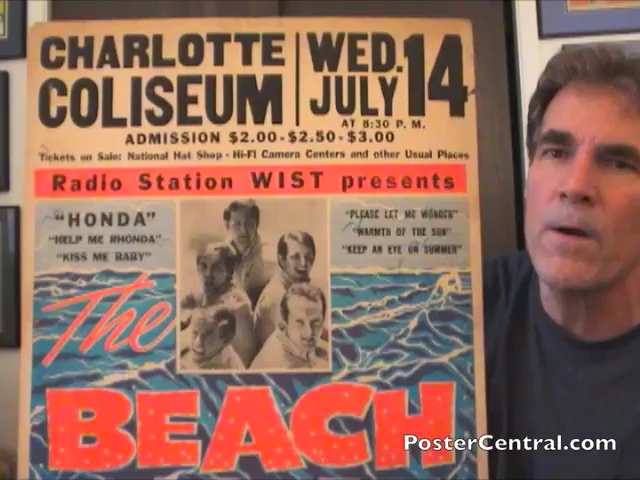 CHARLOTTE
COLISEUM
WED.
JULY 14
AT 8:30 P. M.
ADMISSION $2.00-$2.50-$3.00
Tickets on Sale: National Hat Shop - Hi-Fi Camera Centers and other Usual Places
Radio Station WIST presents
"HONDA"
"HELP ME RHONDA"
"KISS ME BABY"
"PLEASE LET ME WONDER"
"WARMTH OF THE SUN"
"KEEP AN EYE ON SUMMER"
The
BEACH
PosterCentral.com